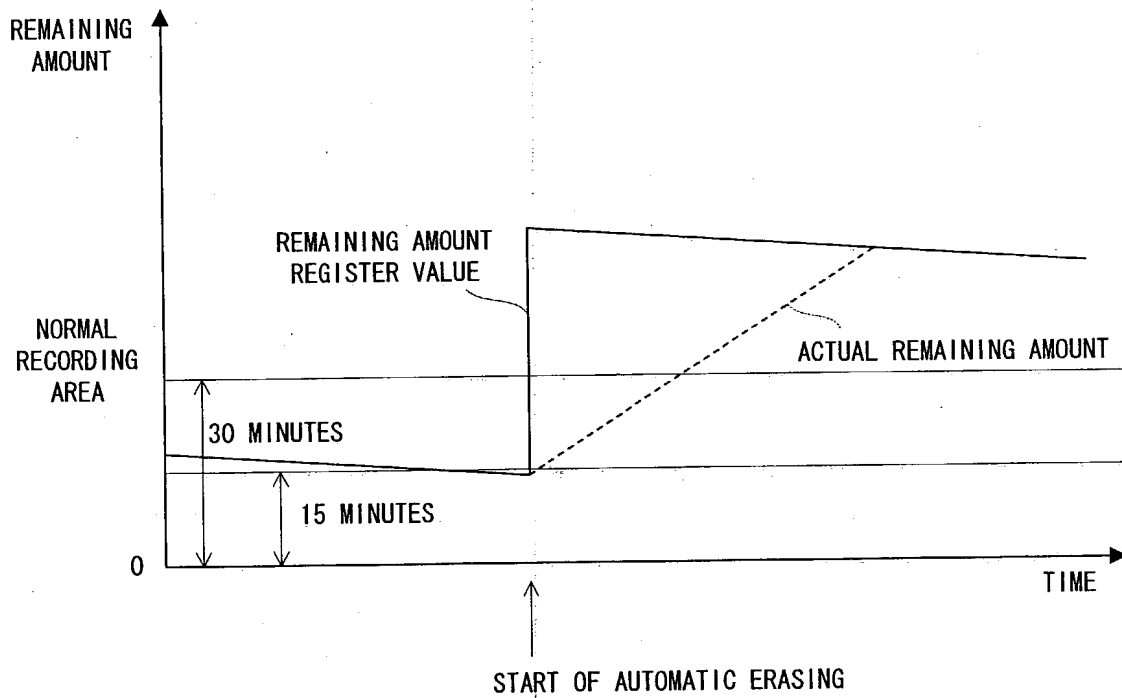 REMAINING
AMOUNT
REMAINING AMOUNT
REGISTER VALUE
NORMAL
RECORDING
AREA
ACTUAL REMAINING AMOUNT
30 MINUTES
15 MINUTES
0
TIME
START OF AUTOMATIC ERASING